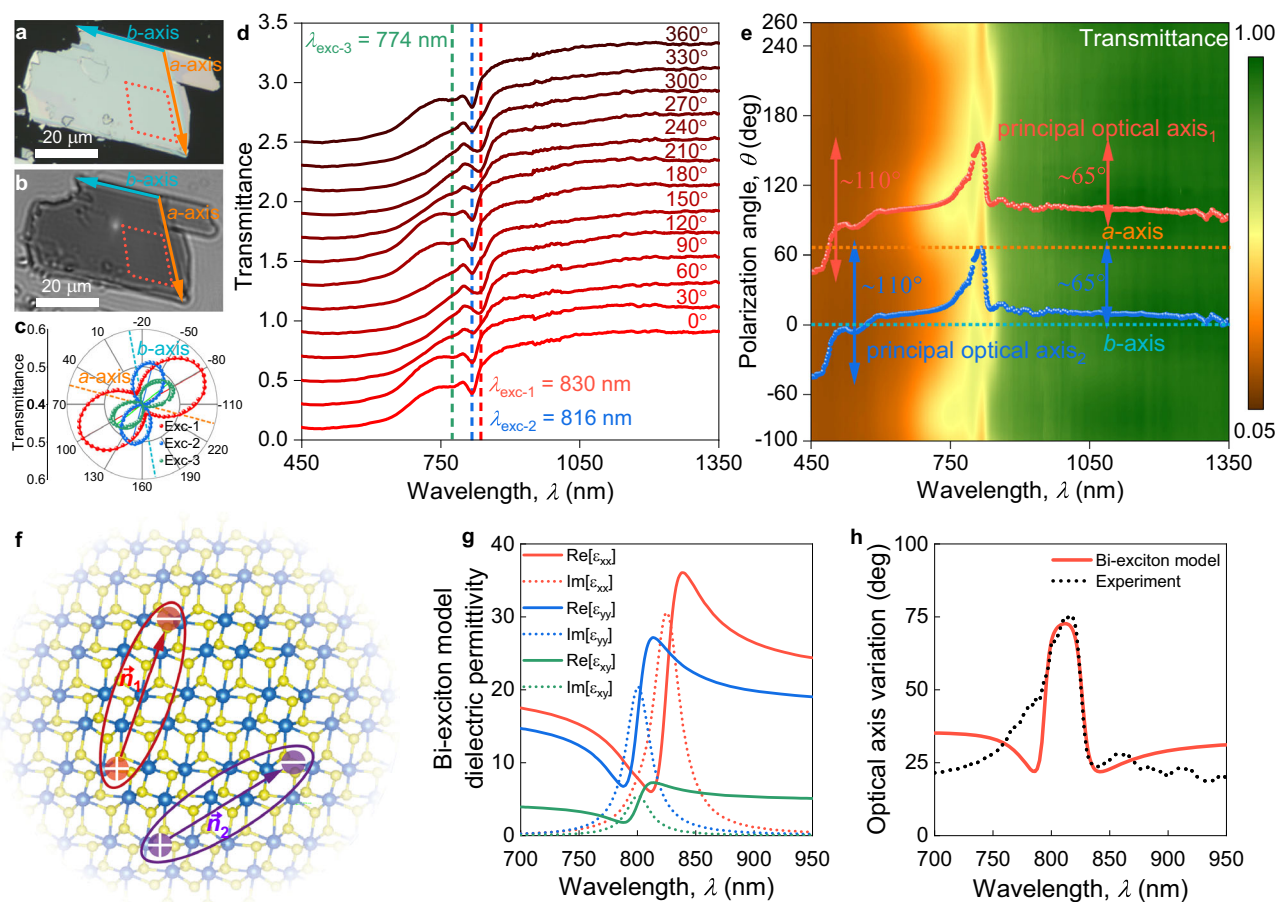 a
b-axis
a-axis
20 μm
b
b-axis
a-axis
20 μm
c
Transmittance
0.6
0.5
0.4
0.5
0.6
10
-20
-50
40
-80
70
-110
100
220
130
160
190
b-axis
a-axis
Exc-1
Exc-2
Exc-3
d
λexc-3 = 774 nm
3.5
3.0
2.5
2.0
1.5
1.0
0.5
0.0
Transmittance
360°
330°
300°
270°
240°
210°
180°
150°
120°
90°
60°
30°
0°
λexc-1 = 830 nm
λexc-2 = 816 nm
450
750
1050
1350
Wavelength, λ (nm)
e
Transmittance
Polarization angle, θ (deg)
260
220
160
60
0
-60
-100
principal optical axis1
~110°
~65°
a-axis
~110°
~65°
principal optical axis2
b-axis
450
750
1050
1350
Wavelength, λ (nm)
1.00
0.05
f
n⃗1
n⃗2
g
Bi-exciton model
dielectric permittivity
40
30
20
10
0
Re[εxx]
Im[εxx]
Re[εyy]
Im[εyy]
Re[εxy]
Im[εxy]
700
750
800
850
900
950
Wavelength, λ (nm)
h
Optical axis variation (deg)
100
75
50
25
0
Bi-exciton model
Experiment
700
750
800
850
900
950
Wavelength, λ (nm)